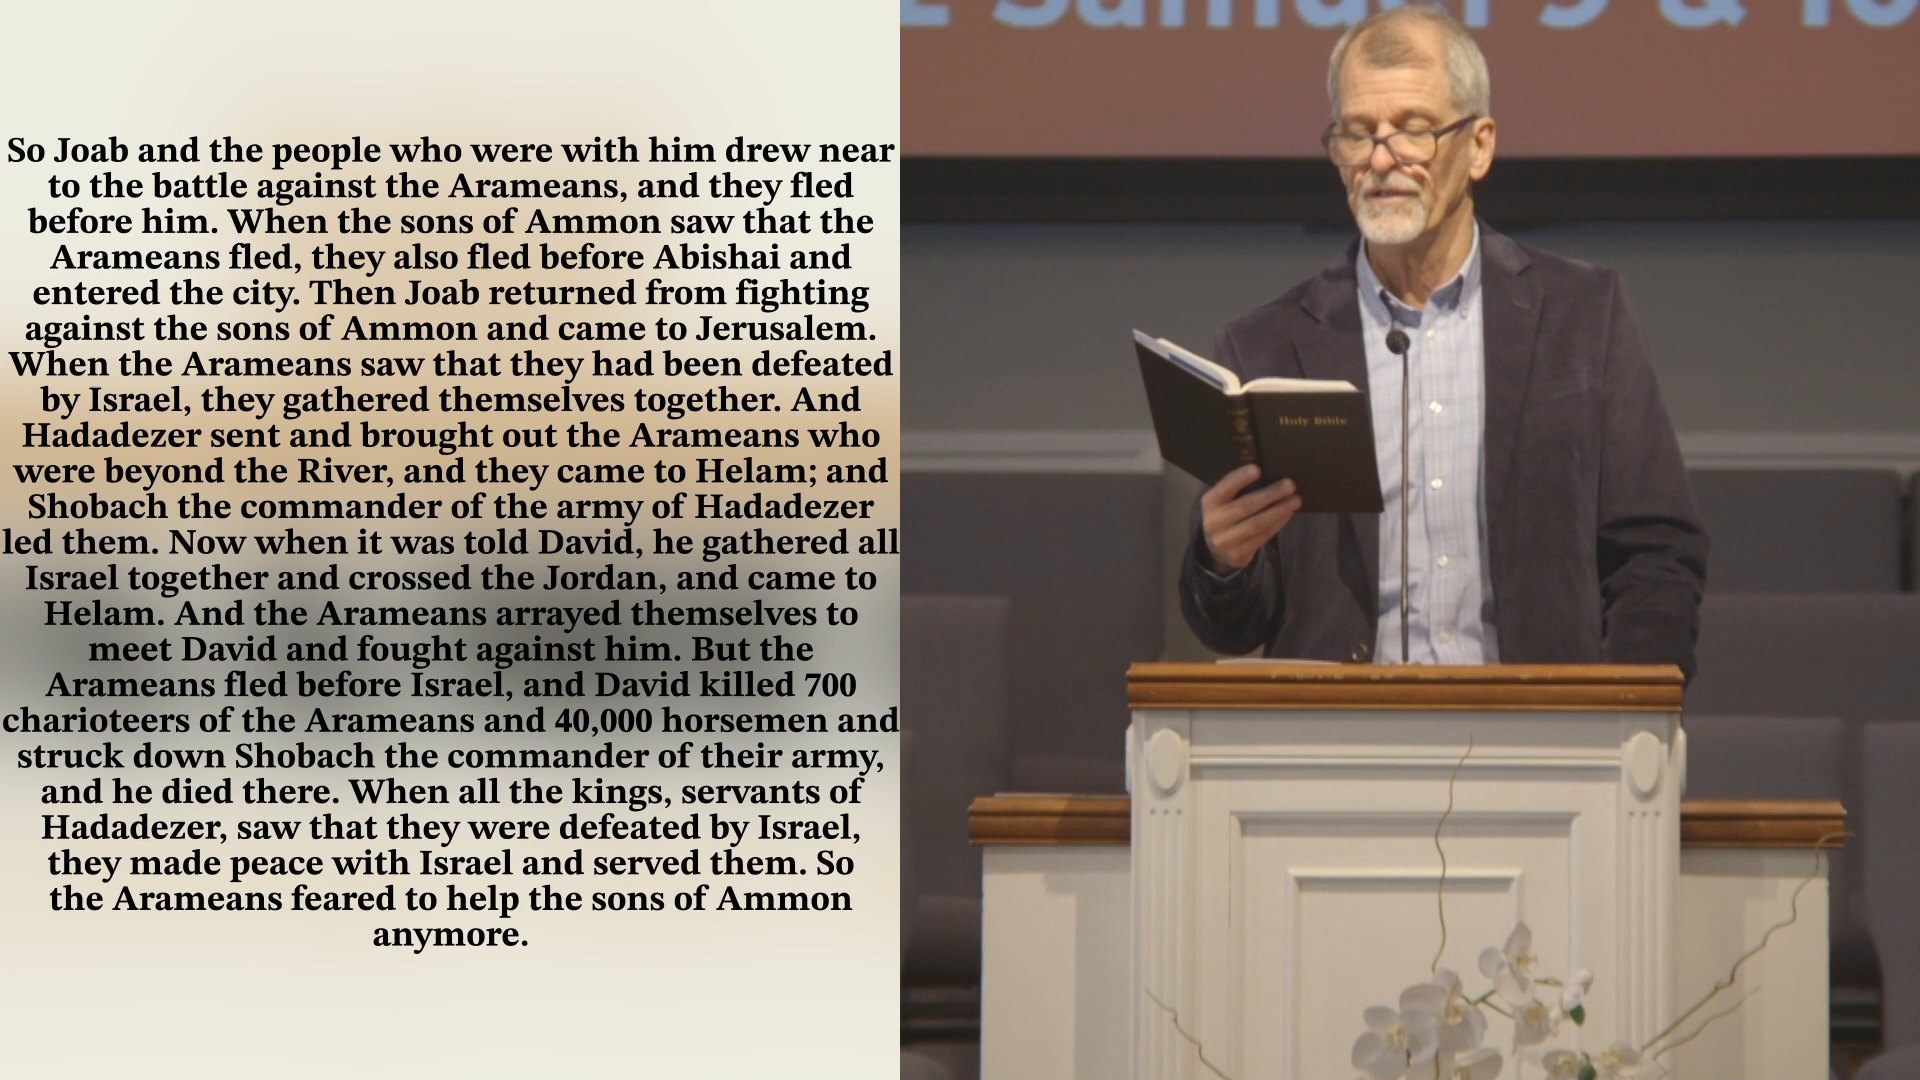 So Joab and the people who were with him drew near
to the battle against the Arameans, and they fled
before him. When the sons of Ammon saw that the
Arameans fled, they also fled before Abishai and
entered the city. Then Joab returned from fighting
against the sons of Ammon and came to Jerusalem.
When the Arameans saw that they had been defeated
by Israel, they gathered themselves together. And
Hadadezer sent and brought out the Arameans who
were beyond the River, and they came to Helam; and
Shobach the commander of the army of Hadadezer
led them. Now when it was told David, he gathered all
Israel together and crossed the Jordan, and came to
Helam. And the Arameans arrayed themselves to
meet David and fought against him. But the
Arameans fled before Israel, and David killed 700
charioteers of the Arameans and 40,000 horsemen and
struck down Shobach the commander of their army,
and he died there. When all the kings, servants of
Hadadezer, saw that they were defeated by Israel,
they made peace with Israel and served them. So
the Arameans feared to help the sons of Ammon
anymore.
Samuel 9 & 10
Holy Bible